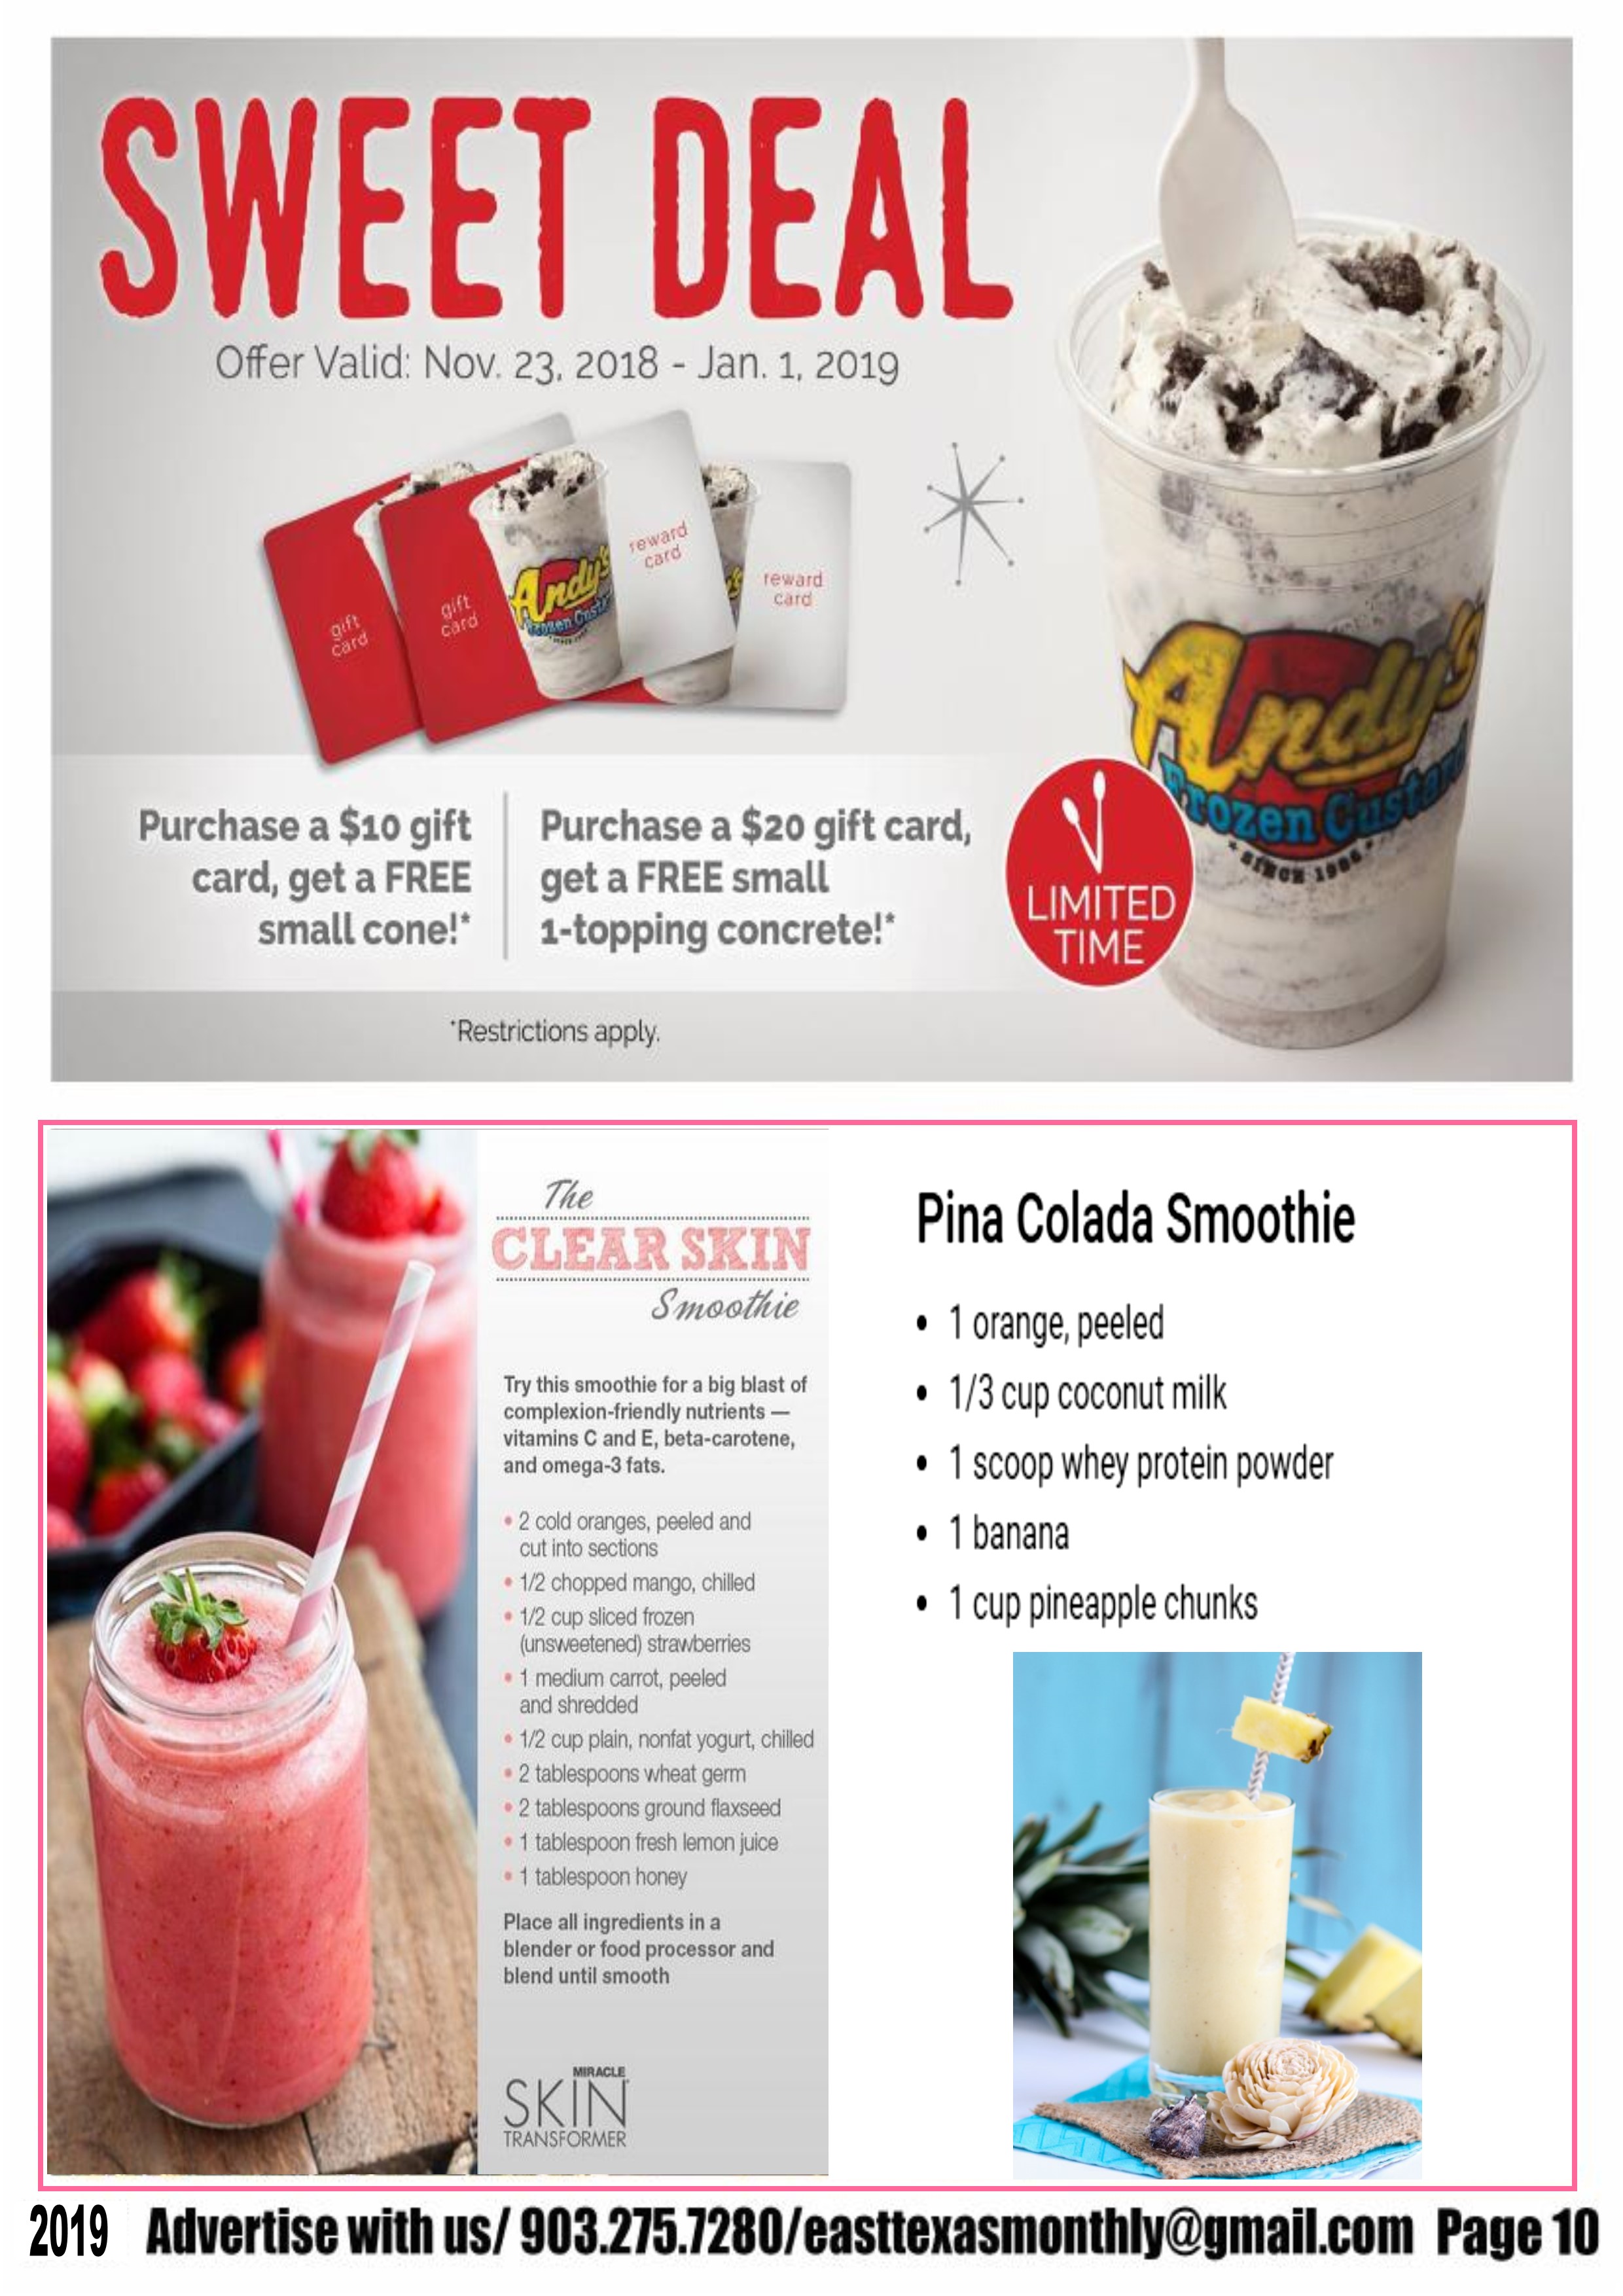 SWEET DEAL
Offer Valid: Nov. 23, 2018 - Jan. 1, 2019
gift
card
gift
card
Andy's
Frozen Custard
reward
card
reward
card
Purchase a $10 gift
card, get a FREE
small cone!*
Purchase a $20 gift card,
get a FREE small
1-topping concrete!*
LIMITED
TIME
Andy's
Frozen Custard
*Restrictions apply.
The
CLEAR SKIN
Smoothie
Try this smoothie for a big blast of
complexion-friendly nutrients —
vitamins C and E, beta-carotene,
and omega-3 fats.
• 2 cold oranges, peeled and
cut into sections
• 1/2 chopped mango, chilled
• 1/2 cup sliced frozen
(unsweetened) strawberries
• 1 medium carrot, peeled
and shredded
• 1/2 cup plain, nonfat yogurt, chilled
• 2 tablespoons wheat germ
• 2 tablespoons ground flaxseed
• 1 tablespoon fresh lemon juice
• 1 tablespoon honey
Place all ingredients in a
blender or food processor and
blend until smooth
MIRACLE
SKIN
TRANSFORMER
Pina Colada Smoothie
• 1 orange, peeled
• 1/3 cup coconut milk
• 1 scoop whey protein powder
• 1 banana
• 1 cup pineapple chunks
2019 Advertise with us/ 903.275.7280/easttexasmonthly@gmail.com Page 10